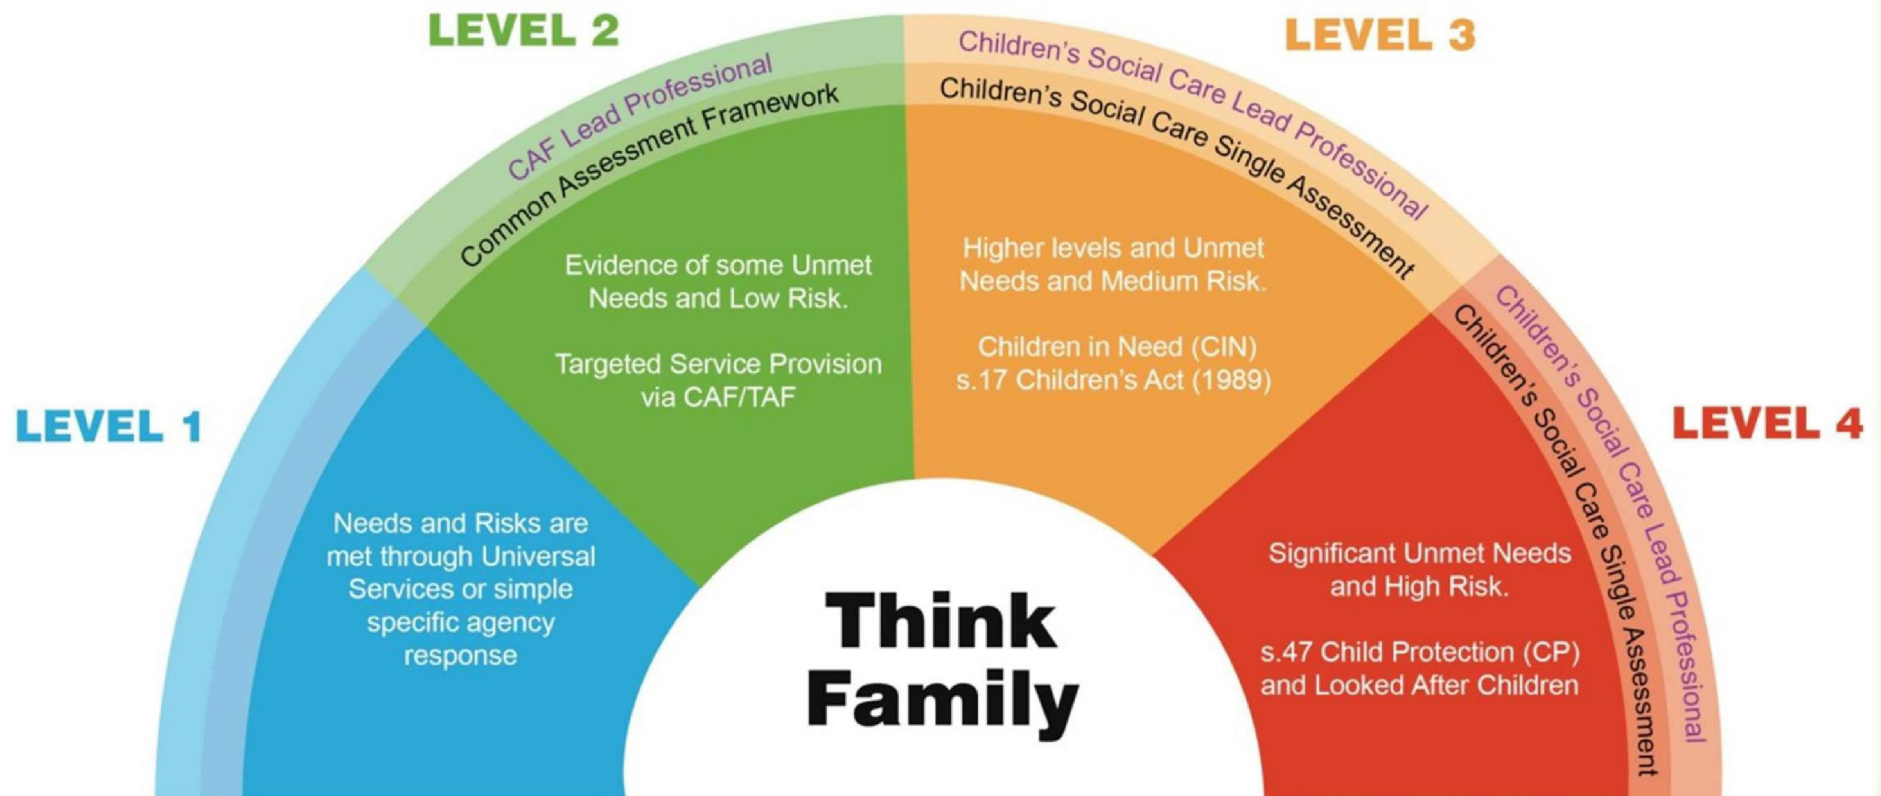 LEVEL 1
Needs and Risks are
met through Universal
Services or simple
specific agency
response
LEVEL 2
CAF Lead Professional
Common Assessment Framework
Evidence of some Unmet
Needs and Low Risk.
Targeted Service Provision
via CAF/TAF
LEVEL 3
Children's Social Care Lead Professional
Children's Social Care Single Assessment
Higher levels and Unmet
Needs and Medium Risk.
Children in Need (CIN)
s.17 Children's Act (1989)
LEVEL 4
Children's Social Care Lead Professional
Children's Social Care Single Assessment
Significant Unmet Needs
and High Risk.
s.47 Child Protection (CP)
and Looked After Children
Think
Family